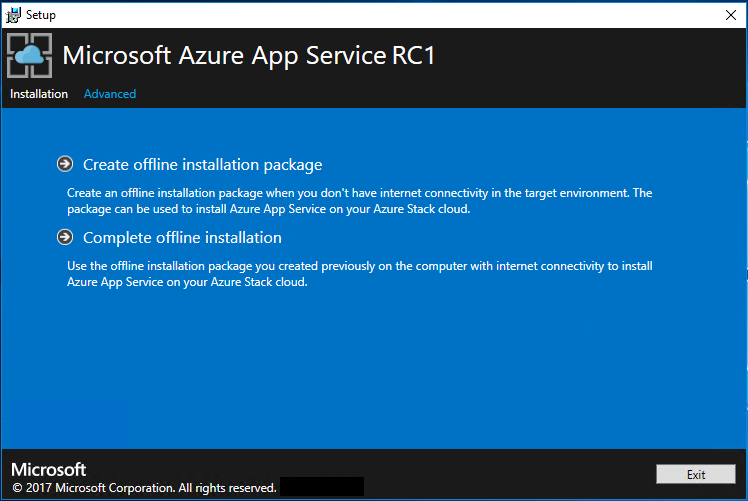 Setup
Microsoft Azure App Service RC1
Installation Advanced
Create offline installation package
Create an offline installation package when you don't have internet connectivity in the target environment. The
package can be used to install Azure App Service on your Azure Stack cloud.
Complete offline installation
Use the offline installation package you created previously on the computer with internet connectivity to install
Azure App Service on your Azure Stack cloud.
Microsoft
© 2017 Microsoft Corporation. All rights reserved.
Exit